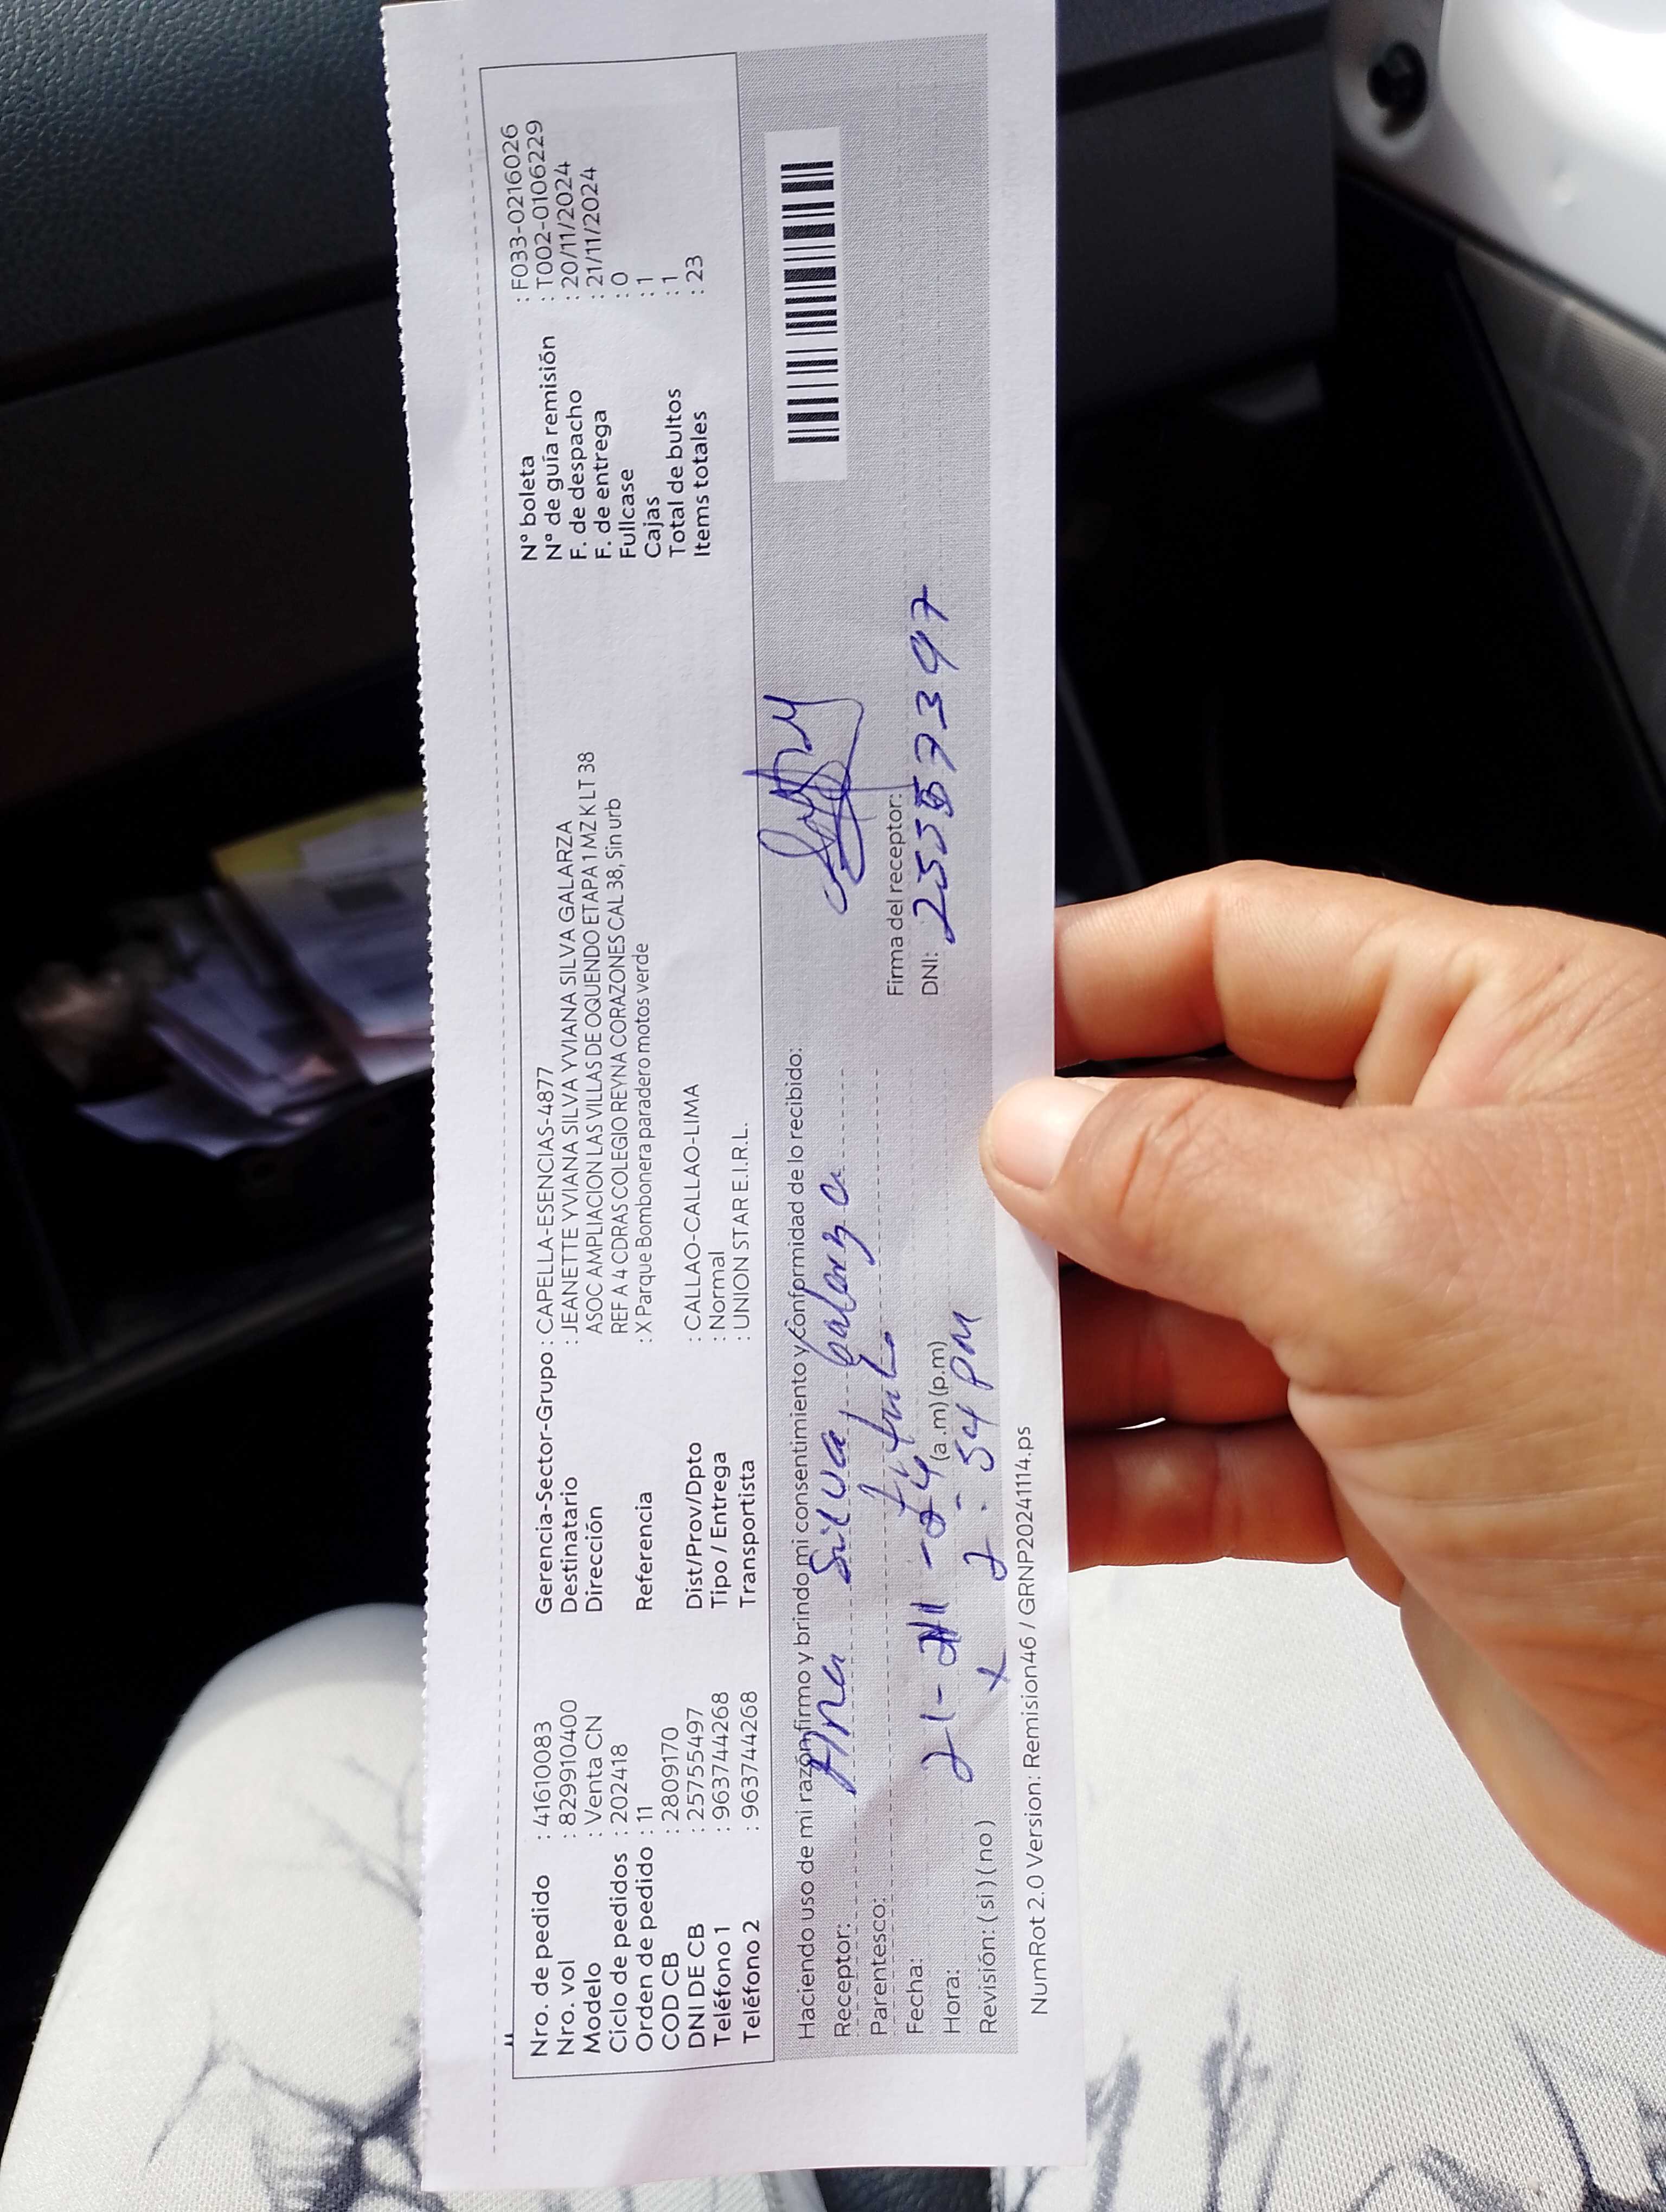 Nro. de pedido : 41610083
Nro. vol : 829910400
Modelo : Venta CN
Ciclo de pedidos : 202418
Orden de pedido : 11
COD CB : 2809170
DNI DE CB : 25755497
Teléfono 1 : 963744268
Teléfono 2 : 963744268
Gerencia-Sector-Grupo : CAPELLA-ESENCIAS-4877
Destinatario : JEANETTE YVIANA SILVA YVIANA SILVA GALARZA
Dirección ASOC AMPLIACION LAS VILLAS DE OQUENDO ETAPA 1 MZ K LT 38
REF A 4 CDRAS COLEGIO REYNA CORAZONES CAL 38, Sin urb
Referencia : X Parque Bombonera paradero motos verde
Dist/Prov/Dpto : CALLAO-CALLAO-LIMA
Tipo / Entrega : Normal
Transportista : UNION STAR E.I.R.L.
N° boleta : F033-0216026
N° de guía remisión : T002-0106229
F. de despacho : 20/11/2024
F. de entrega : 21/11/2024
Fullcase : 0
Cajas : 1
Total de bultos : 1
Items totales : 23
Haciendo uso de mi razón firmo y brindo mi consentimiento y conformidad de lo recibido:
Receptor: Ana Silva Galarza
Parentesco:
Fecha: 21-11-24
Hora: 2:54 PM (a.m) (p.m)
Revisión: ( si ) ( no ) x
Firma del receptor:
DNI:
NumRot 2.0 Version: Remision46 / GRNP20241114.ps